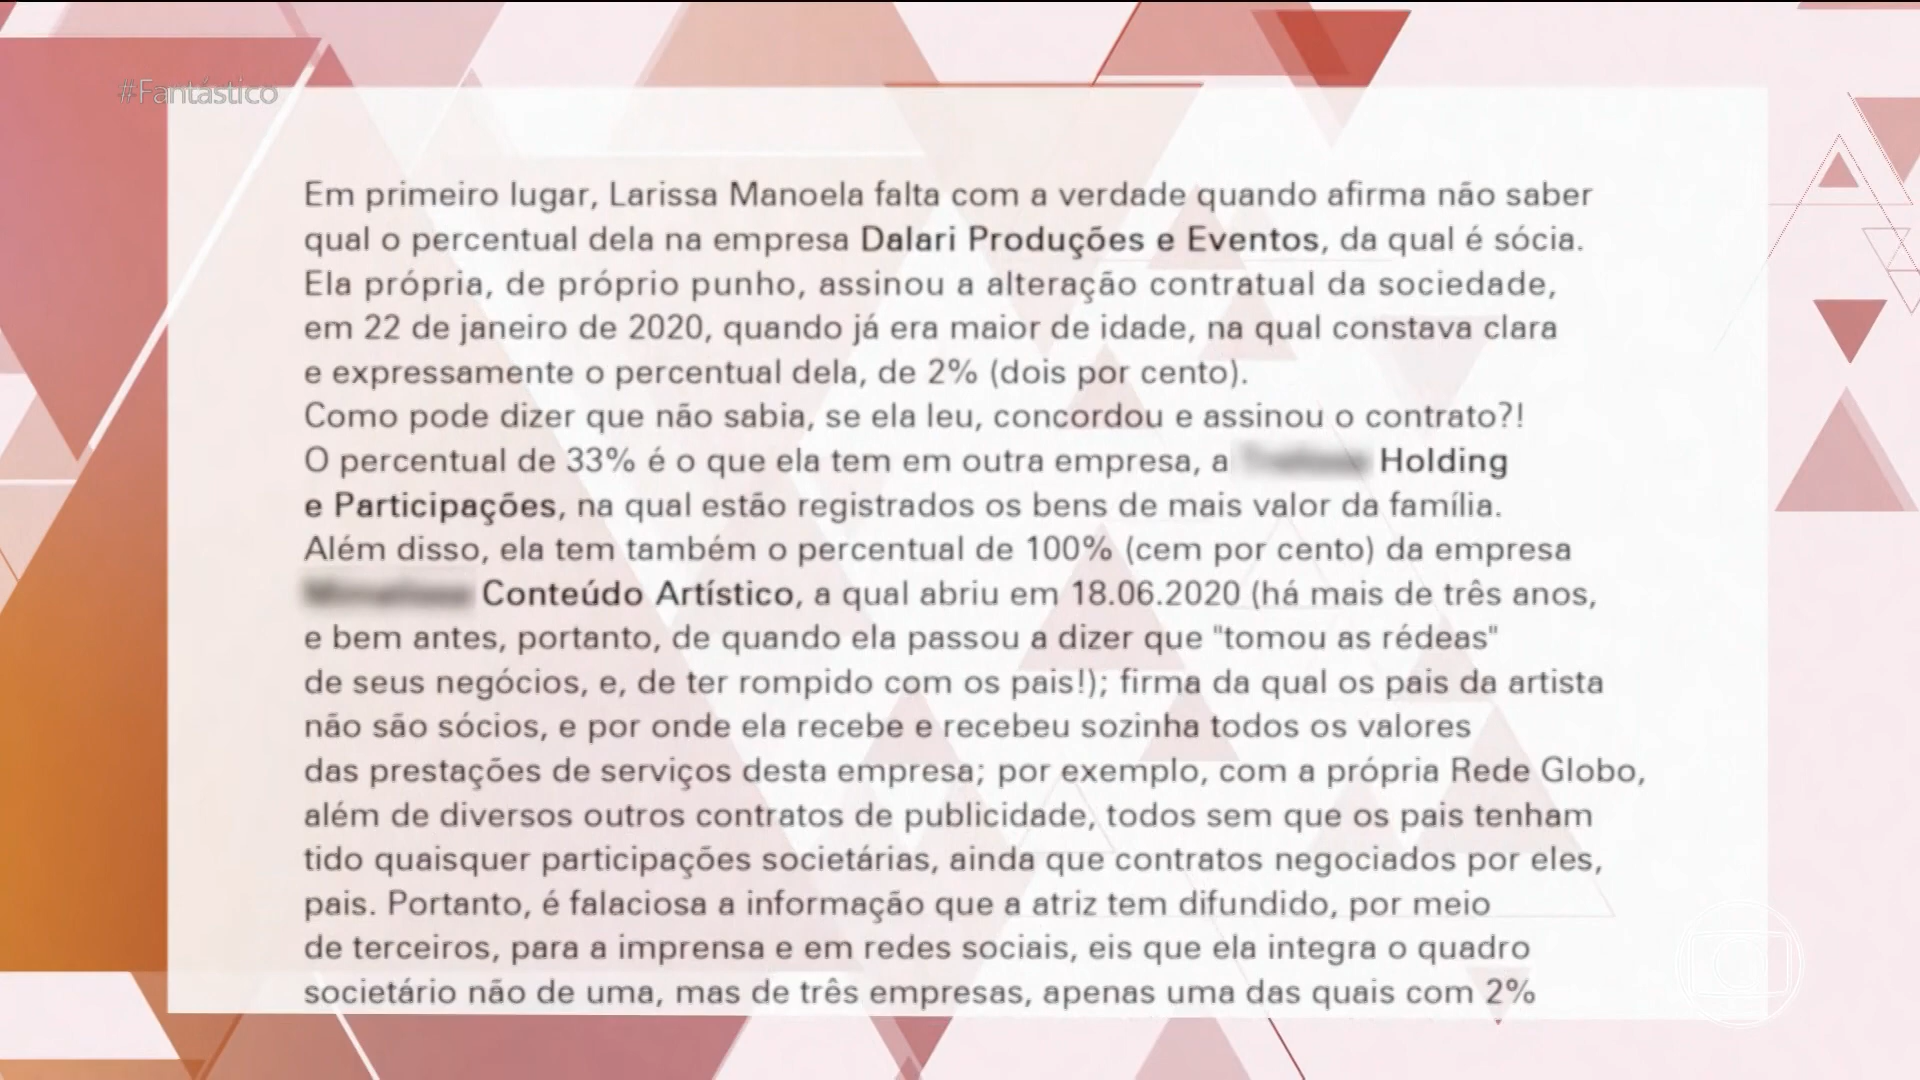 #Fantástico
Em primeiro lugar, Larissa Manoela falta com a verdade quando afirma não saber
qual o percentual dela na empresa Dalari Produções e Eventos, da qual é sócia.
Ela própria, de próprio punho, assinou a alteração contratual da sociedade,
em 22 de janeiro de 2020, quando já era maior de idade, na qual constava clara
e expressamente o percentual dela, de 2% (dois por cento).
Como pode dizer que não sabia, se ela leu, concordou e assinou o contrato?!
O percentual de 33% é o que ela tem em outra empresa, a Holding
e Participações, na qual estão registrados os bens de mais valor da família.
Além disso, ela tem também o percentual de 100% (cem por cento) da empresa
Conteúdo Artístico, a qual abriu em 18.06.2020 (há mais de três anos,
e bem antes, portanto, de quando ela passou a dizer que "tomou as rédeas"
de seus negócios, e, de ter rompido com os pais!); firma da qual os pais da artista
não são sócios, e por onde ela recebe e recebeu sozinha todos os valores
das prestações de serviços desta empresa; por exemplo, com a própria Rede Globo,
além de diversos outros contratos de publicidade, todos sem que os pais tenham
tido quaisquer participações societárias, ainda que contratos negociados por eles,
pais. Portanto, é falaciosa a informação que a atriz tem difundido, por meio
de terceiros, para a imprensa e em redes sociais, eis que ela integra o quadro
societário não de uma, mas de três empresas, apenas uma das quais com 2%